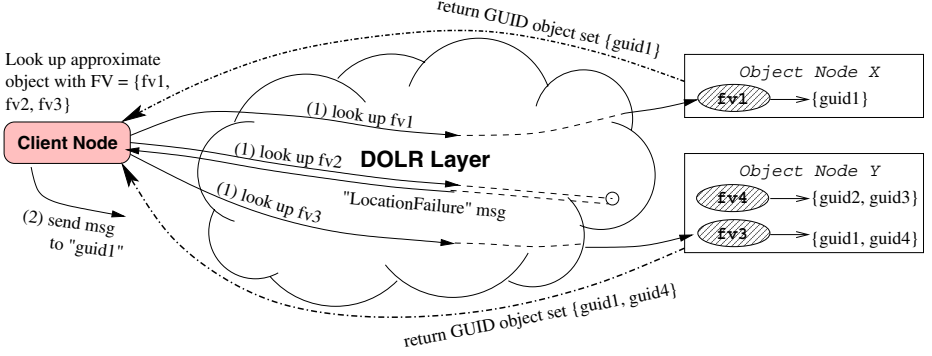 return GUID object set {guid1}
Look up approximate
object with FV = {fv1,
fv2, fv3}
Client Node
(1) look up fv1
(1) look up fv2
DOLR Layer
"LocationFailure" msg
(1) look up fv3
(2) send msg
to "guid1"
Object Node X
fv1
{guid1}
Object Node Y
fv4
{guid2, guid3}
fv3
{guid1, guid4}
return GUID object set {guid1, guid4}